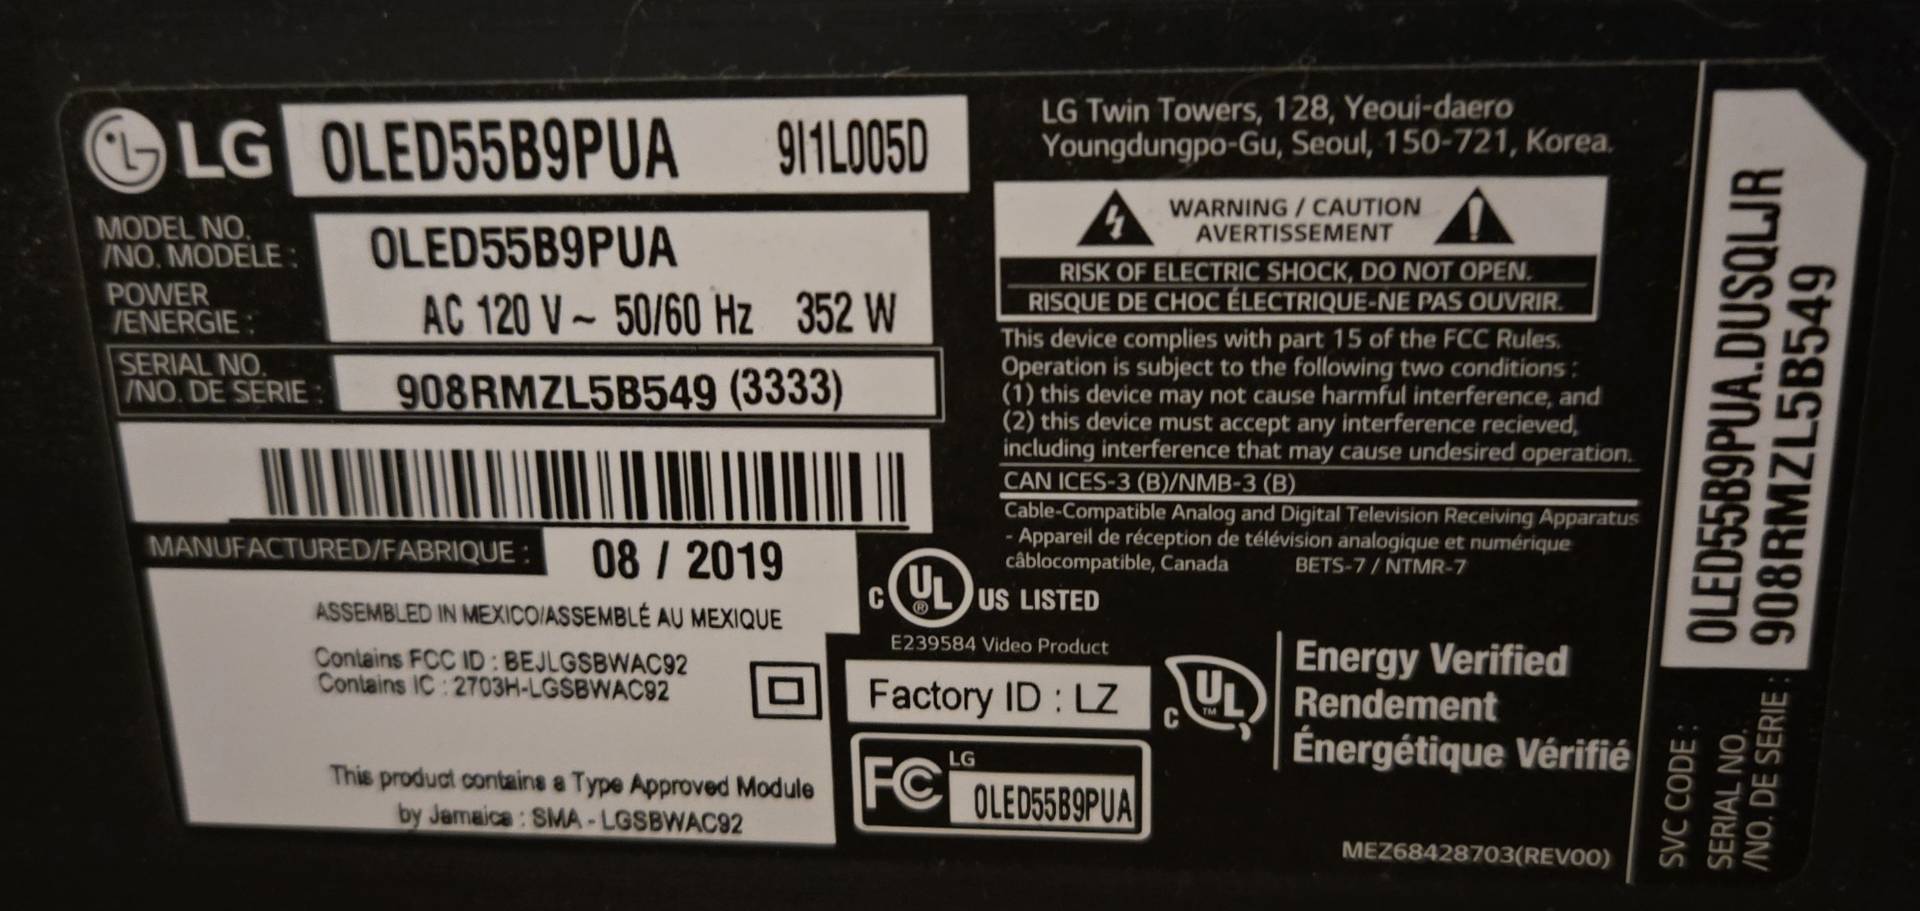 LG OLED55B9PUA 9I1L005D
MODEL NO.
/NO. MODÈLE : OLED55B9PUA
POWER
/ÉNERGIE : AC 120 V ~ 50/60 Hz 352 W
SERIAL NO.
/NO. DE SERIE : 908RMZL5B549 (3333)
MANUFACTURED/FABRIQUE : 08 / 2019
ASSEMBLED IN MEXICO/ASSEMBLÉ AU MEXIQUE
Contains FCC ID : BEJLGSBWAC92
Contains IC : 2703H-LGSBWAC92
This product contains a Type Approved Module
by Jamaica : SMA - LGSBWAC92
LG Twin Towers, 128, Yeoui-daero
Youngdungpo-Gu, Seoul, 150-721, Korea.
WARNING / CAUTION
AVERTISSEMENT
RISK OF ELECTRIC SHOCK, DO NOT OPEN.
RISQUE DE CHOC ÉLECTRIQUE-NE PAS OUVRIR.
This device complies with part 15 of the FCC Rules.
Operation is subject to the following two conditions :
(1) this device may not cause harmful interference, and
(2) this device must accept any interference recieved,
including interference that may cause undesired operation.
CAN ICES-3 (B)/NMB-3 (B)
Cable-Compatible Analog and Digital Television Receiving Apparatus
- Appareil de réception de télévision analogique et numérique
câblocompatible, Canada BETS-7 / NTMR-7
C UL ® US LISTED
E239584 Video Product
Factory ID : LZ
FC LG
OLED55B9PUA
C UL ™
Energy Verified
Rendement
Énergétique Vérifié
MEZ68428703(REV00)
SVC CODE : OLED55B9PUA.DUSQLJR
SERIAL NO.
/NO. DE SERIE : 908RMZL5B549